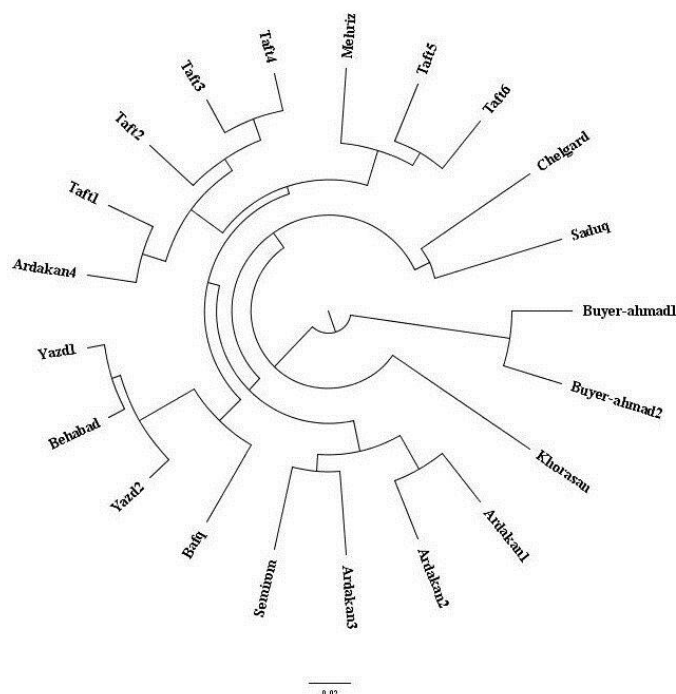 Mehriz
Taft5
Taft6
Chelgard
Saduq
Buyer-ahmad1
Buyer-ahmad2
Khorasan
Ardakan1
Ardakan2
Ardakan3
Semirom
Bafq
Yazd2
Behabad
Yazd1
Ardakan4
Taft1
Taft2
Taft3
Taft4
0.02